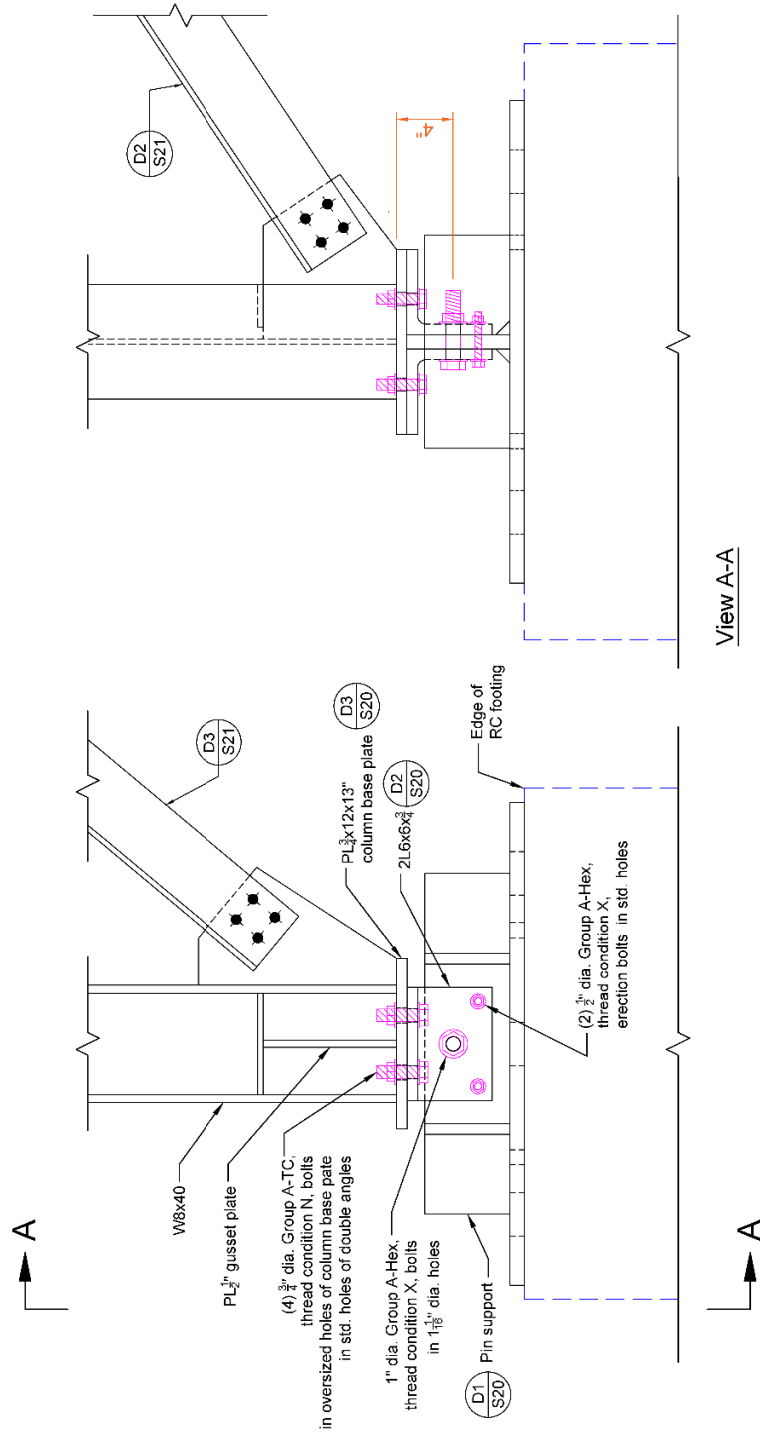 A
W8x40
PL1/2" gusset plate
(4) 3/4" dia. Group A-TC,
thread condition N, bolts
in oversized holes of column base pate
in std. holes of double angles
1" dia. Group A-Hex,
thread condition X, bolts
in 1 1/16" dia. holes
D1
S20
Pin support
A
D3
S21
D3
S20
PL3/4x12x13"
column base plate
D2
S20
2L6x6x3/4
Edge of
RC footing
(2) 1/2" dia. Group A-Hex,
thread condition X,
erection bolts in std. holes
D2
S21
4"
View A-A